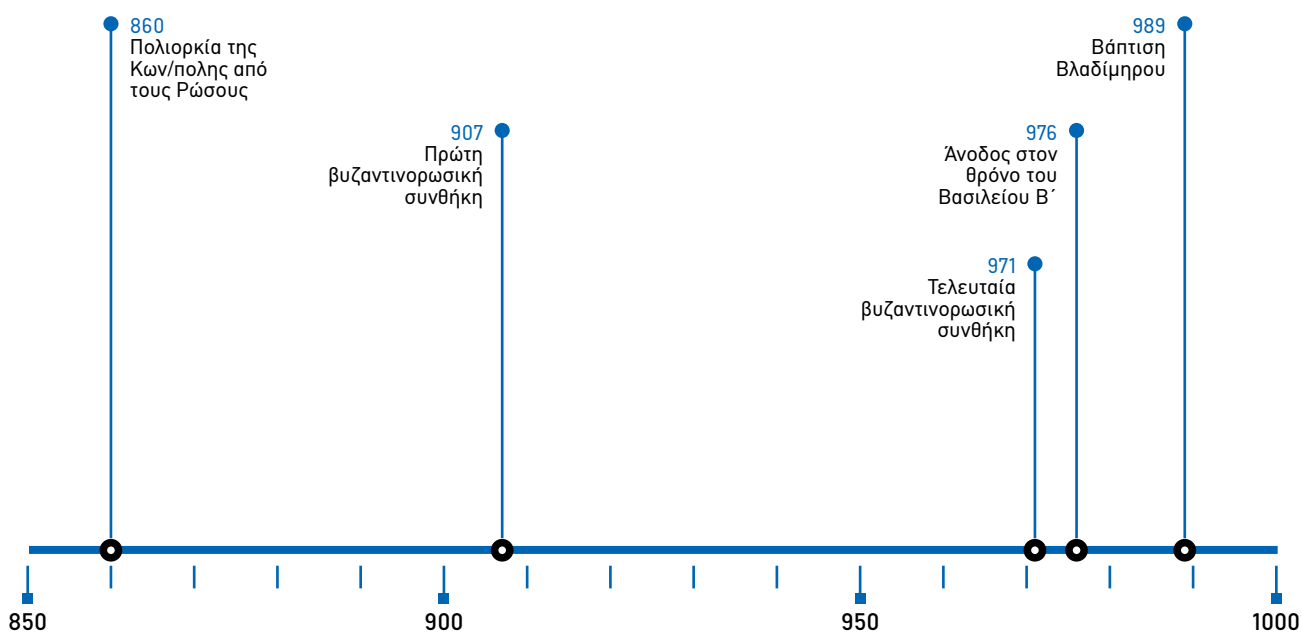 860
Πολιορκία της
Κων/πολης από
τους Ρώσους
907
Πρώτη
βυζαντινορωσική
συνθήκη
971
Τελευταία
βυζαντινορωσική
συνθήκη
976
Άνοδος στον
θρόνο του
Βασιλείου Β΄
989
Βάπτιση
Βλαδίμηρου
850
900
950
1000